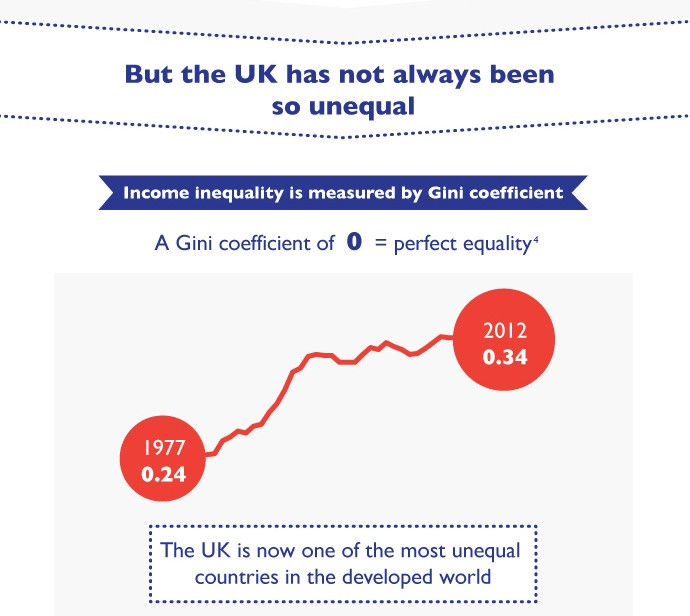 But the UK has not always been
so unequal
Income inequality is measured by Gini coefficient
A Gini coefficient of 0 = perfect equality⁴
2012
0.34
1977
0.24
The UK is now one of the most unequal
countries in the developed world